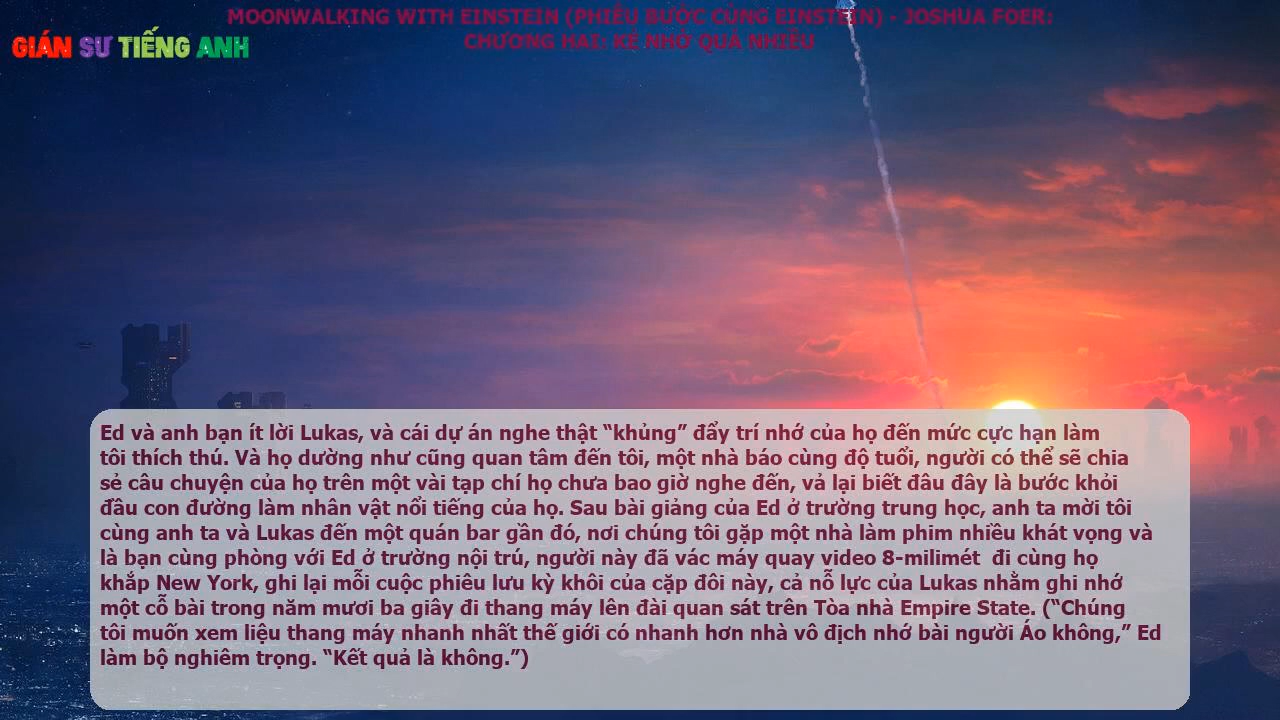 MOONWALKING WITH EINSTEIN (PHIÊU BƯỚC CÙNG EINSTEIN) - JOSHUA FOER:
CHƯƠNG HAI: KẺ NHỚ QUÁ NHIỀU
GIÁN SƯ TIẾNG ANH
Ed và anh bạn ít lời Lukas, và cái dự án nghe thật “khủng” đẩy trí nhớ của họ đến mức cực hạn làm
tôi thích thú. Và họ dường như cũng quan tâm đến tôi, một nhà báo cùng độ tuổi, người có thể sẽ chia
sẻ câu chuyện của họ trên một vài tạp chí họ chưa bao giờ nghe đến, vả lại biết đâu đây là bước khỏi
đầu con đường làm nhân vật nổi tiếng của họ. Sau bài giảng của Ed ở trường trung học, anh ta mời tôi
cùng anh ta và Lukas đến một quán bar gần đó, nơi chúng tôi gặp một nhà làm phim nhiều khát vọng và
là bạn cùng phòng với Ed ở trường nội trú, người này đã vác máy quay video 8-milimét  đi cùng họ
khắp New York, ghi lại mỗi cuộc phiêu lưu kỳ khôi của cặp đôi này, cả nỗ lực của Lukas nhằm ghi nhớ
một cỗ bài trong năm mươi ba giây đi thang máy lên đài quan sát trên Tòa nhà Empire State. (“Chúng
tôi muốn xem liệu thang máy nhanh nhất thế giới có nhanh hơn nhà vô địch nhớ bài người Áo không,” Ed
làm bộ nghiêm trọng. “Kết quả là không.”)